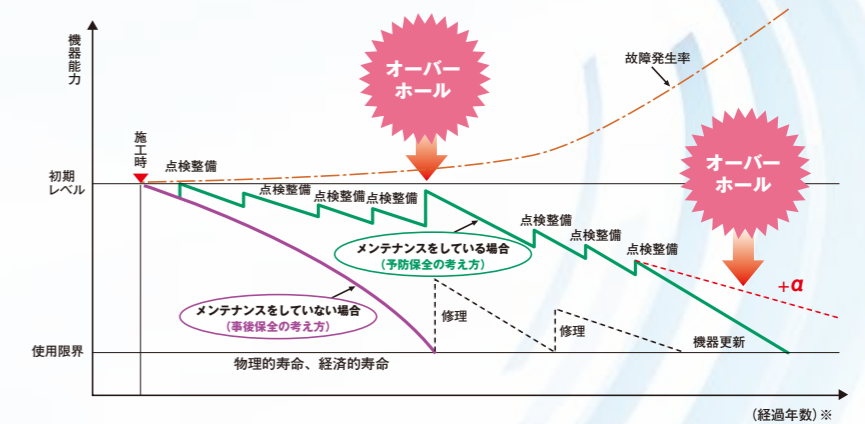 機器能力
オーバー
ホール
故障発生率
施工時
点検整備
初期
レベル
点検整備
点検整備
点検整備
オーバー
ホール
点検整備
点検整備
点検整備
メンテナンスをしている場合
（予防保全の考え方）
+α
メンテナンスをしていない場合
（事後保全の考え方）
修理
修理
機器更新
使用限界
物理的寿命、経済的寿命
（経過年数）※